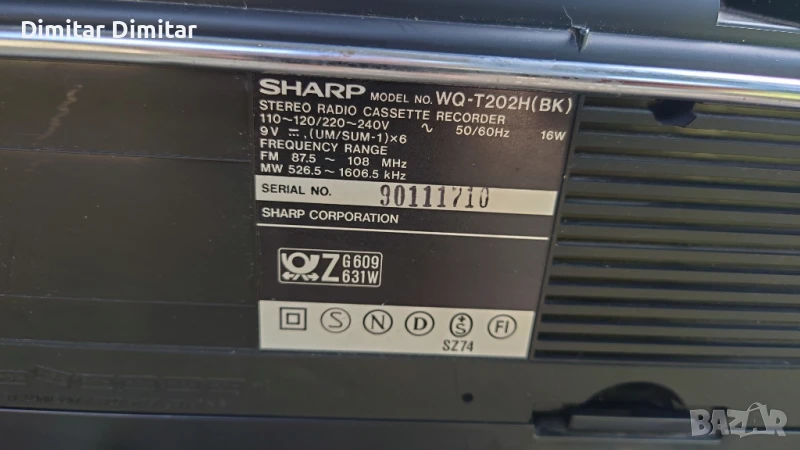 Dimitar Dimitar
SHARP MODEL NO. WQ-T202H(BK)
STEREO RADIO CASSETTE RECORDER
110~120/220~240V ~ 50/60Hz 16W
9V ⎓, (UM/SUM-1)×6
FREQUENCY RANGE
FM 87.5 ~ 108 MHz
MW 526.5~ 1606.5 kHz
SERIAL NO. 90111710
SHARP CORPORATION
Z G609
631W
S N D S FI
SZ74
BAZAR